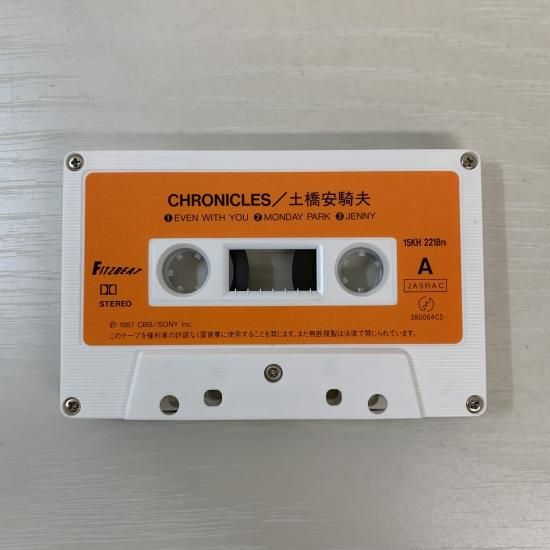 CHRONICLES／土橋安騎夫
❶EVEN WITH YOU ❷MONDAY PARK ❸JENNY
15KH 2218m
FITZBEAT
A
JASRAC
STEREO
380064C5
Ⓟ 1987 CBS/SONY Inc.
このテープを権利者の許諾なく賃貸業に使用することを禁じます。また無断複製は法律で禁じられています。